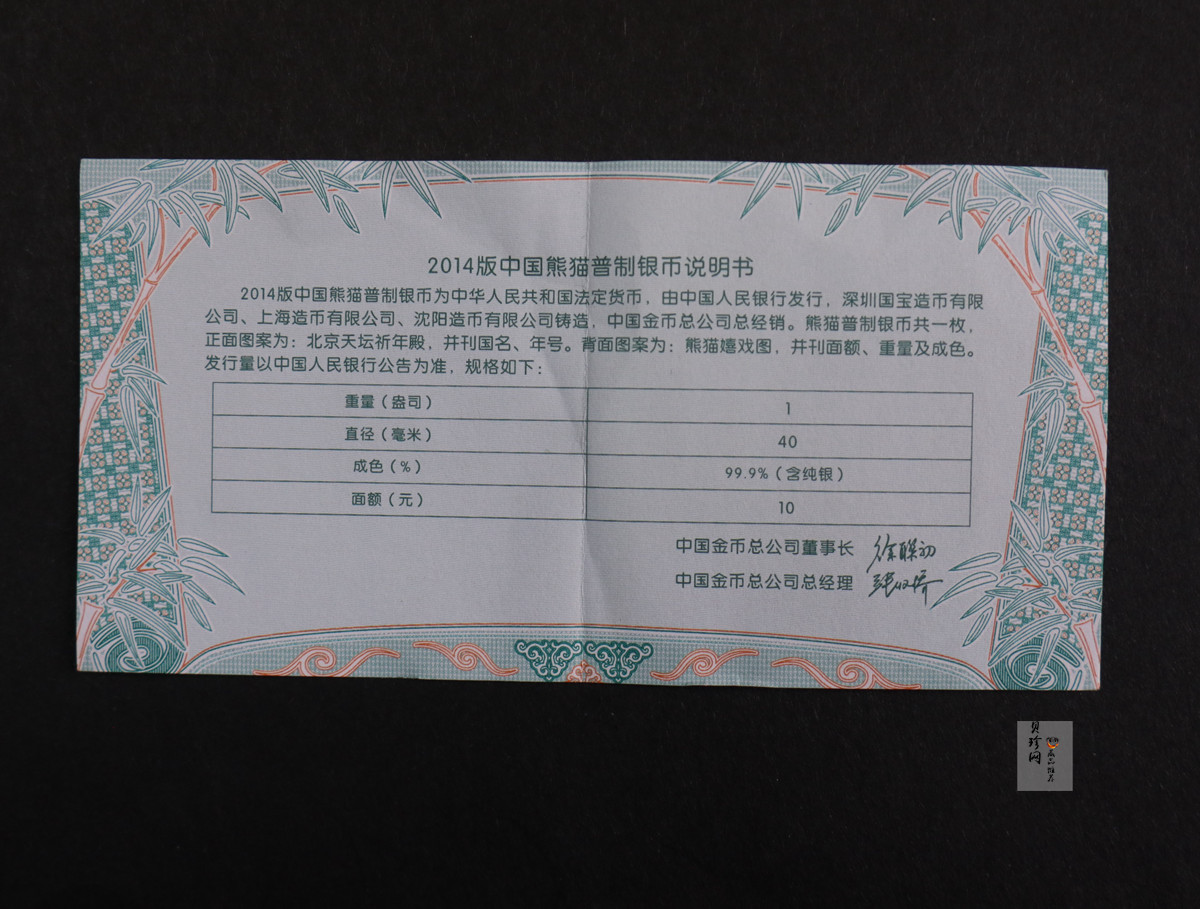 2014版中国熊猫普制银币说明书
2014版中国熊猫普制银币为中华人民共和国法定货币，由中国人民银行发行，深圳国宝造币有限
公司、上海造币有限公司、沈阳造币有限公司铸造，中国金币总公司总经销。熊猫普制银币共一枚，
正面图案为：北京天坛祈年殿，并刊国名、年号。背面图案为：熊猫嬉戏图，并刊面额、重量及成色。
发行量以中国人民银行公告为准，规格如下：
重量（盎司） 1
直径（毫米） 40
成色（%） 99.9%（含纯银）
面额（元） 10
中国金币总公司董事长 徐联初
中国金币总公司总经理
贝珍网